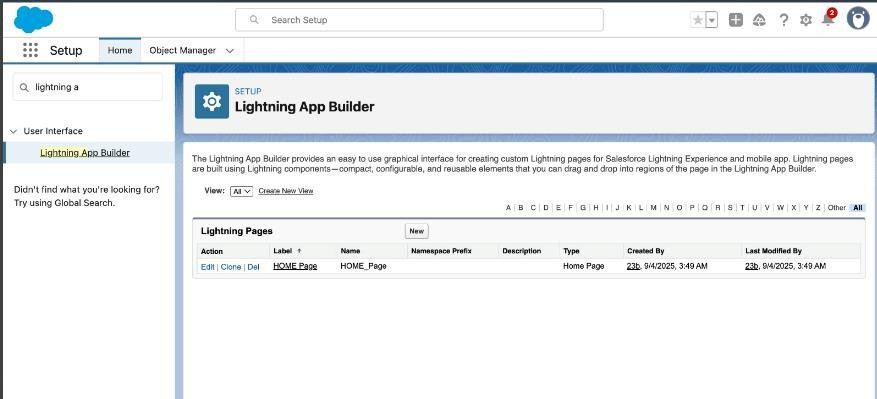 Search Setup
2
Setup Home Object Manager
lightning a
User Interface
Lightning App Builder
Didn't find what you're looking for?
Try using Global Search.
SETUP
Lightning App Builder
The Lightning App Builder provides an easy to use graphical interface for creating custom Lightning pages for Salesforce Lightning Experience and mobile app. Lightning pages
are built using Lightning components—compact, configurable, and reusable elements that you can drag and drop into regions of the page in the Lightning App Builder.
View: All Create New View
A | B | C | D | E | F | G | H | I | J | K | L | M | N | O | P | Q | R | S | T | U | V | W | X | Y | Z | Other All
Lightning Pages New
Action Label ↑ Name Namespace Prefix Description Type Created By Last Modified By
Edit | Clone | Del HOME Page HOME_Page Home Page 23b, 9/4/2025, 3:49 AM 23b, 9/4/2025, 3:49 AM